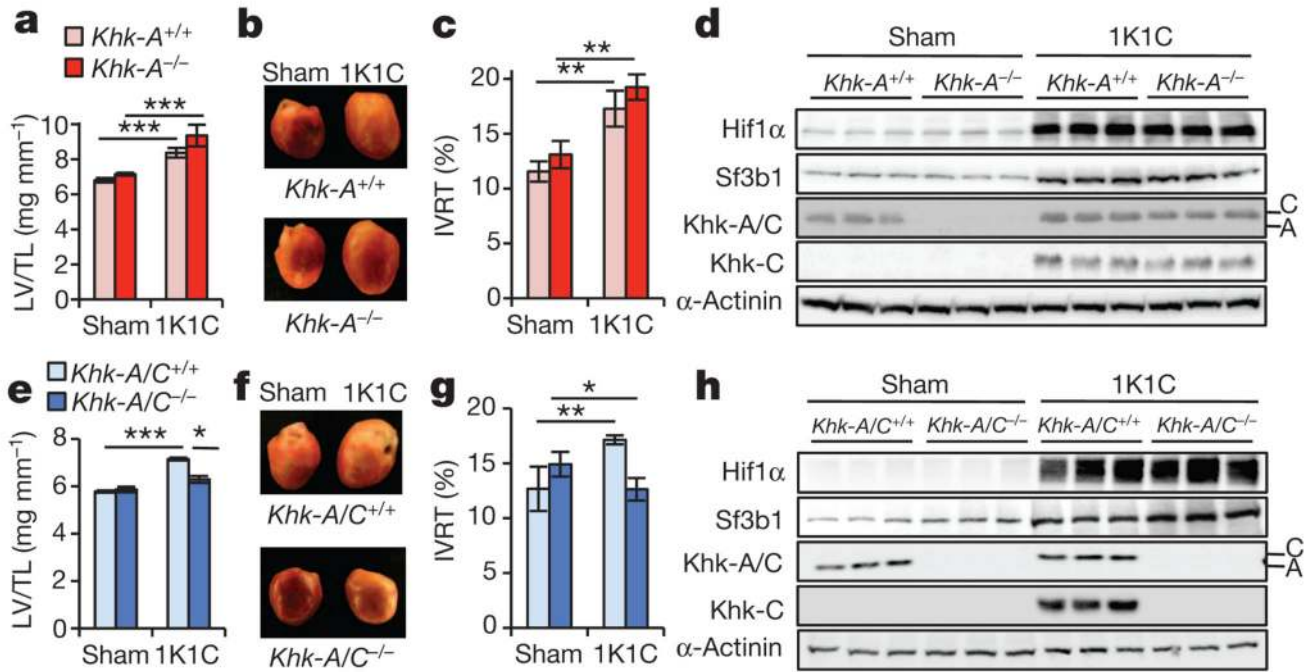 a
Khk-A+/+
Khk-A−/−
LV/TL (mg mm−1)
10
8
6
4
2
0
***
***
Sham 1K1C
b
Sham 1K1C
Khk-A+/+
Khk-A−/−
c
IVRT (%)
20
15
10
5
0
**
**
Sham 1K1C
d
Sham 1K1C
Khk-A+/+ Khk-A−/− Khk-A+/+ Khk-A−/−
Hif1α
Sf3b1
Khk-A/C
C
A
Khk-C
α-Actinin
e
Khk-A/C+/+
Khk-A/C−/−
LV/TL (mg mm−1)
8
6
4
2
0
*** *
Sham 1K1C
f
Sham 1K1C
Khk-A/C+/+
Khk-A/C−/−
g
IVRT (%)
20
15
10
5
0
*
**
Sham 1K1C
h
Sham 1K1C
Khk-A/C+/+ Khk-A/C−/− Khk-A/C+/+ Khk-A/C−/−
Hif1α
Sf3b1
Khk-A/C
C
A
Khk-C
α-Actinin